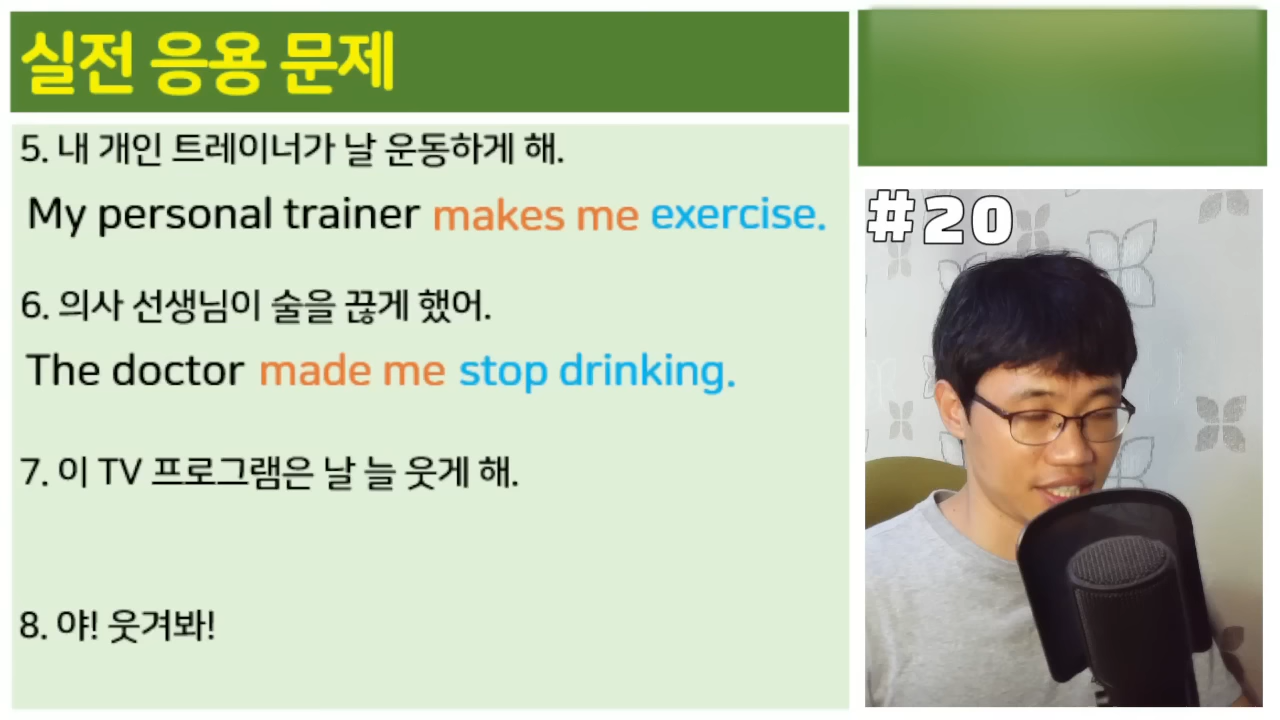 실전 응용 문제
5. 내 개인 트레이너가 날 운동하게 해.
My personal trainer makes me exercise.
6. 의사 선생님이 술을 끊게 했어.
The doctor made me stop drinking.
7. 이 TV 프로그램은 날 늘 웃게 해.
8. 야! 웃겨봐!
#20